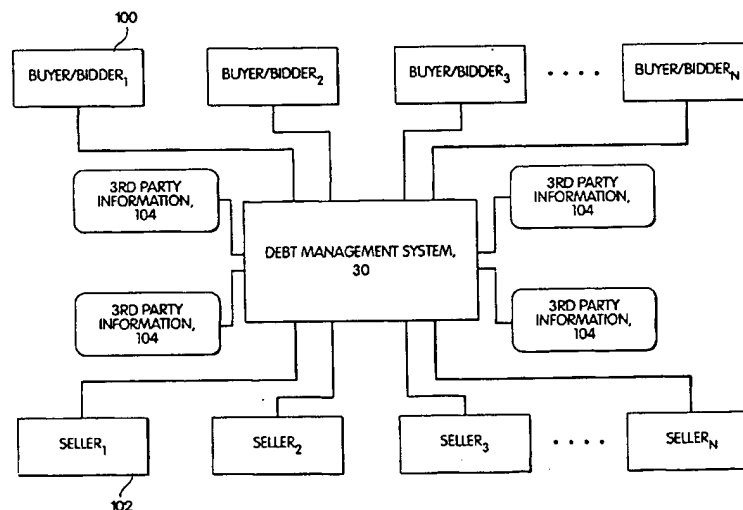 100
BUYER/BIDDER1
BUYER/BIDDER2
BUYER/BIDDER3
BUYER/BIDDERN
3RD PARTY
INFORMATION,
104
3RD PARTY
INFORMATION,
104
DEBT MANAGEMENT SYSTEM,
30
3RD PARTY
INFORMATION,
104
3RD PARTY
INFORMATION,
104
SELLER1
SELLER2
SELLER3
SELLERN
102